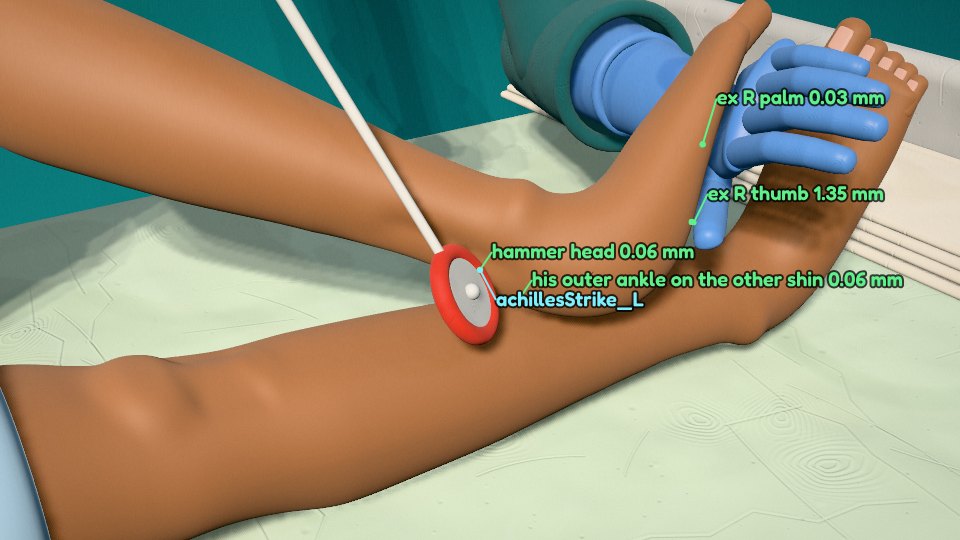 ex R palm 0.03 mm
ex R thumb 1.35 mm
hammer head 0.06 mm
his outer ankle on the other shin 0.06 mm
achillesStrike_L